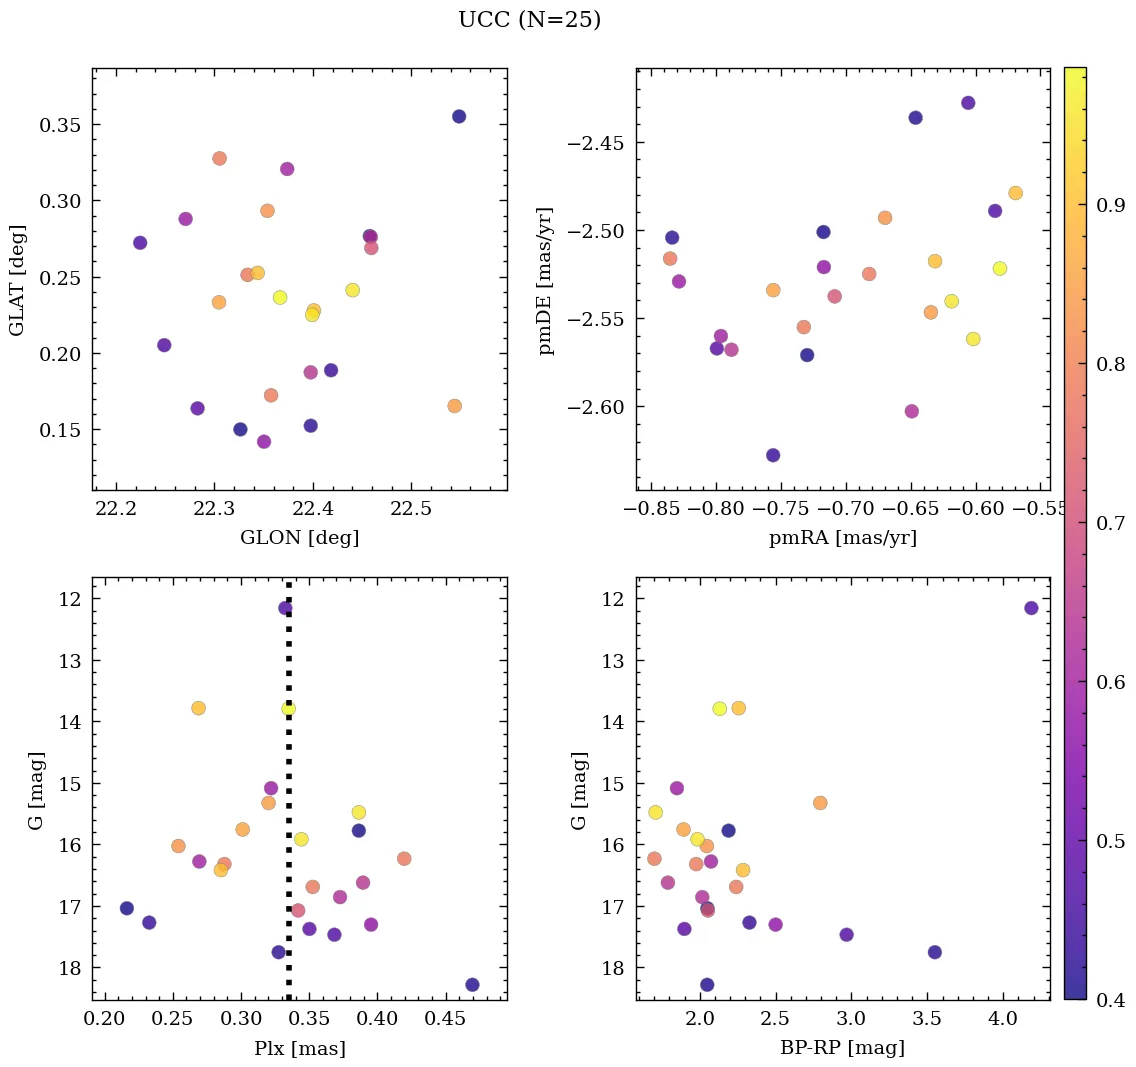 UCC (N=25)
0.35
0.30
0.25
0.20
0.15
GLAT [deg]
22.2 22.3 22.4 22.5
GLON [deg]
−2.45
−2.50
−2.55
−2.60
pmDE [mas/yr]
−0.85 −0.80 −0.75 −0.70 −0.65 −0.60 −0.55
pmRA [mas/yr]
12
13
14
15
16
17
18
G [mag]
0.20 0.25 0.30 0.35 0.40 0.45
Plx [mas]
12
13
14
15
16
17
18
G [mag]
2.0 2.5 3.0 3.5 4.0
BP-RP [mag]
0.9
0.8
0.7
0.6
0.5
0.4